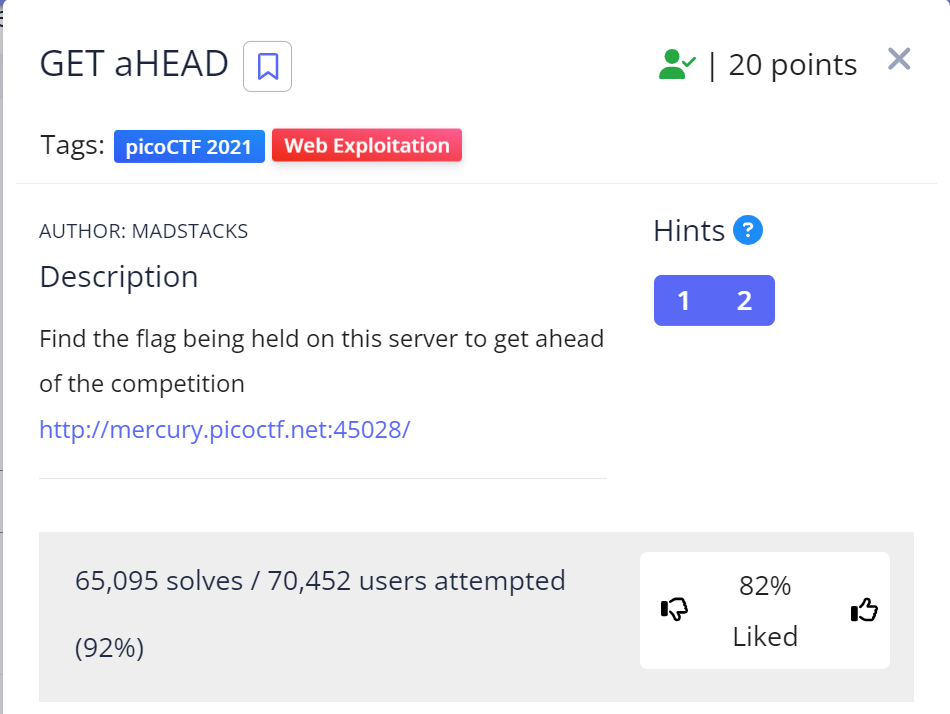 GET aHEAD
| 20 points
Tags: picoCTF 2021 Web Exploitation
AUTHOR: MADSTACKS
Description
Find the flag being held on this server to get ahead
of the competition
http://mercury.picoctf.net:45028/
Hints ?
1 2
65,095 solves / 70,452 users attempted
(92%)
82%
Liked